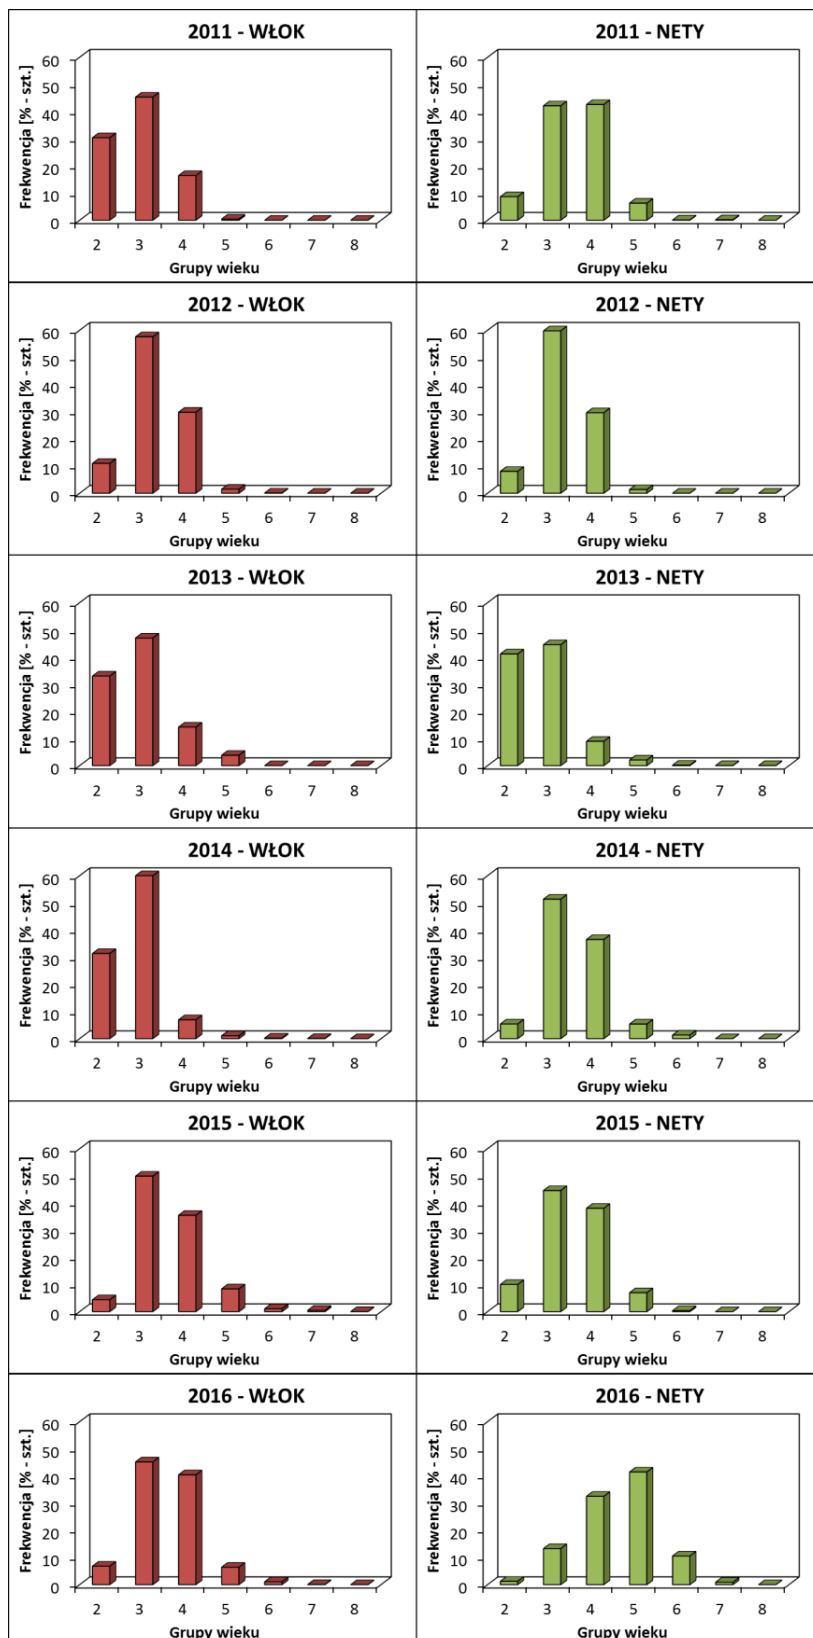 2011 - WŁOK
Frekwencja [% - szt.]
60
50
40
30
20
10
0
2 3 4 5 6 7 8
Grupy wieku
2011 - NETY
Frekwencja [% - szt.]
60
50
40
30
20
10
0
2 3 4 5 6 7 8
Grupy wieku
2012 - WŁOK
Frekwencja [% - szt.]
60
50
40
30
20
10
0
2 3 4 5 6 7 8
Grupy wieku
2012 - NETY
Frekwencja [% - szt.]
60
50
40
30
20
10
0
2 3 4 5 6 7 8
Grupy wieku
2013 - WŁOK
Frekwencja [% - szt.]
60
50
40
30
20
10
0
2 3 4 5 6 7 8
Grupy wieku
2013 - NETY
Frekwencja [% - szt.]
60
50
40
30
20
10
0
2 3 4 5 6 7 8
Grupy wieku
2014 - WŁOK
Frekwencja [% - szt.]
60
50
40
30
20
10
0
2 3 4 5 6 7 8
Grupy wieku
2014 - NETY
Frekwencja [% - szt.]
60
50
40
30
20
10
0
2 3 4 5 6 7 8
Grupy wieku
2015 - WŁOK
Frekwencja [% - szt.]
60
50
40
30
20
10
0
2 3 4 5 6 7 8
Grupy wieku
2015 - NETY
Frekwencja [% - szt.]
60
50
40
30
20
10
0
2 3 4 5 6 7 8
Grupy wieku
2016 - WŁOK
Frekwencja [% - szt.]
60
50
40
30
20
10
0
2 3 4 5 6 7 8
Grupy wieku
2016 - NETY
Frekwencja [% - szt.]
60
50
40
30
20
10
0
2 3 4 5 6 7 8
Grupy wieku